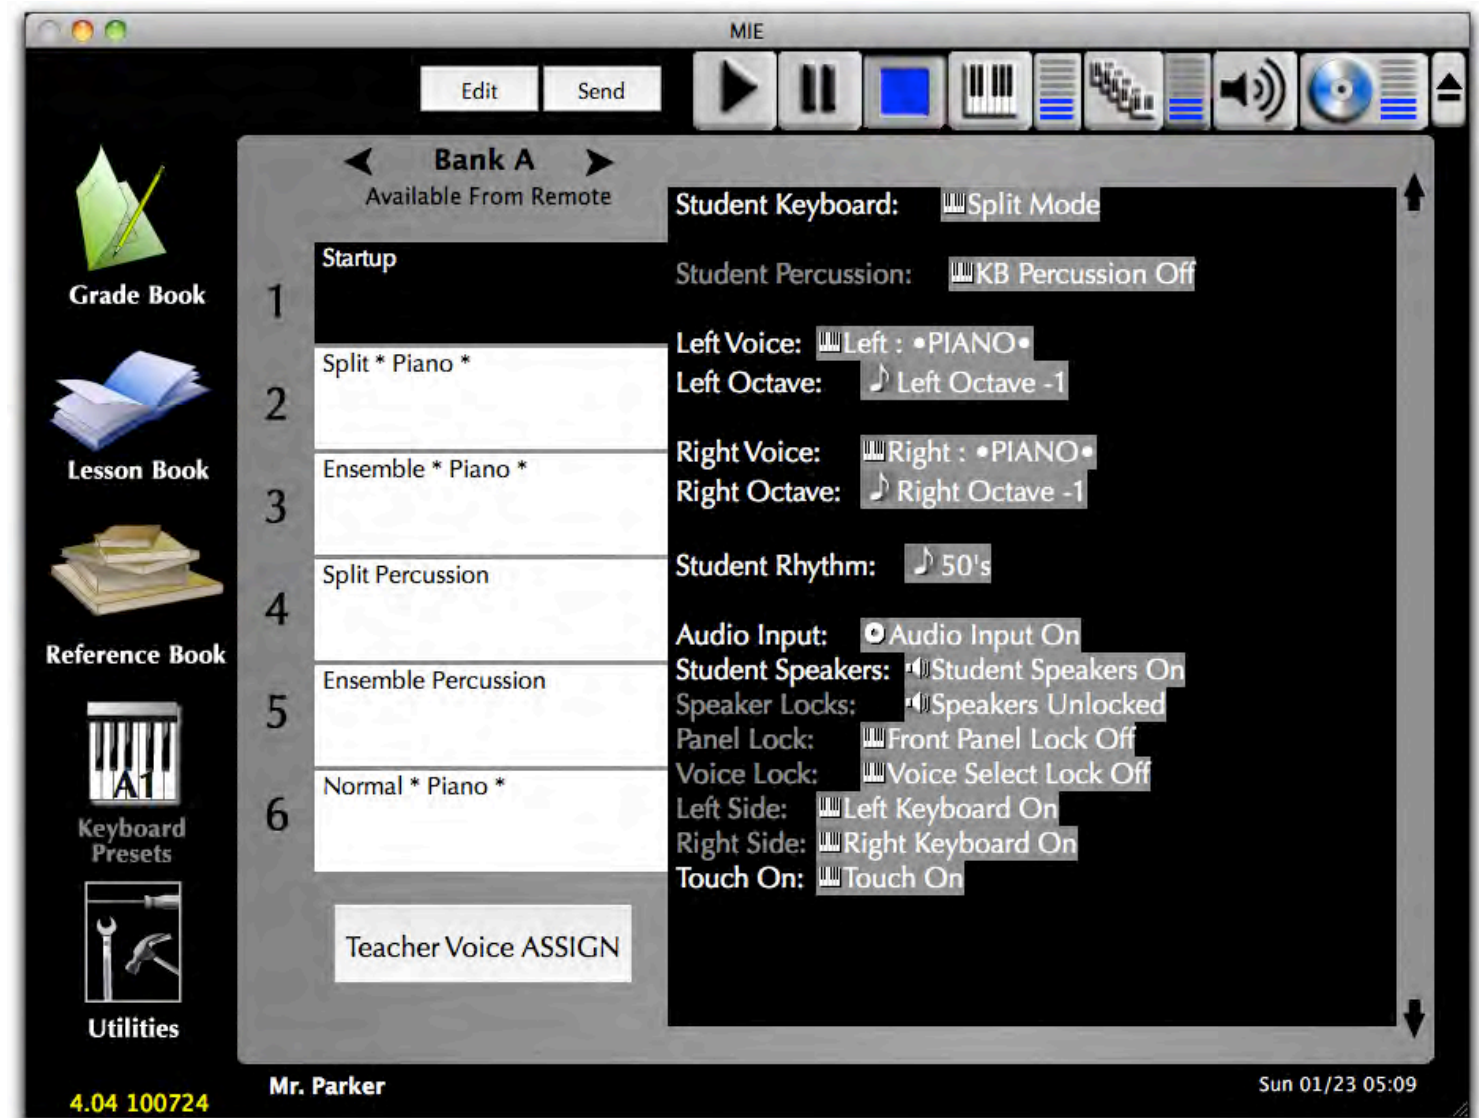 MIE
Edit
Send
Bank A
Available From Remote
Grade Book
Lesson Book
Reference Book
A1
Keyboard
Presets
Utilities
4.04 100724
1
Startup
2
Split * Piano *
3
Ensemble * Piano *
4
Split Percussion
5
Ensemble Percussion
6
Normal * Piano *
Teacher Voice ASSIGN
Student Keyboard: Split Mode
Student Percussion: KB Percussion Off
Left Voice: Left : •PIANO•
Left Octave: Left Octave -1
Right Voice: Right : •PIANO•
Right Octave: Right Octave -1
Student Rhythm: 50's
Audio Input: Audio Input On
Student Speakers: Student Speakers On
Speaker Locks: Speakers Unlocked
Panel Lock: Front Panel Lock Off
Voice Lock: Voice Select Lock Off
Left Side: Left Keyboard On
Right Side: Right Keyboard On
Touch On: Touch On
Mr. Parker
Sun 01/23 05:09